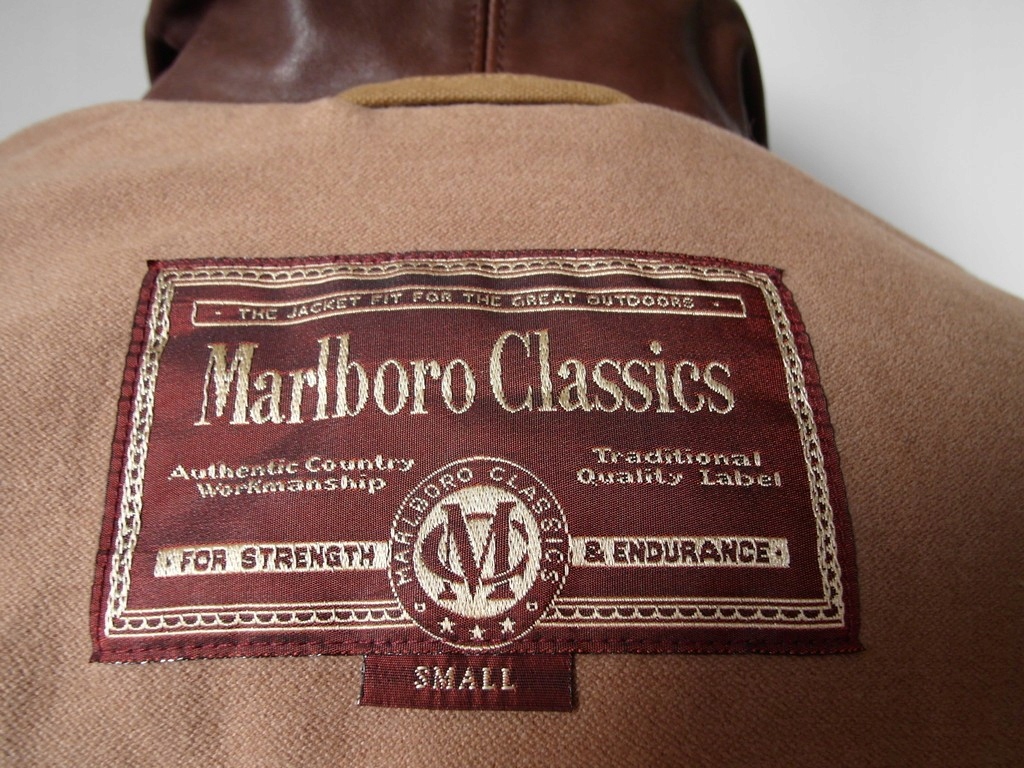 · THE JACKET FIT FOR THE GREAT OUTDOORS ·
Marlboro Classics
Authentic Country
Workmanship
Traditional
Quality Label
MARLBORO CLASSICS
MC
· FOR STRENGTH
& ENDURANCE ·
SMALL